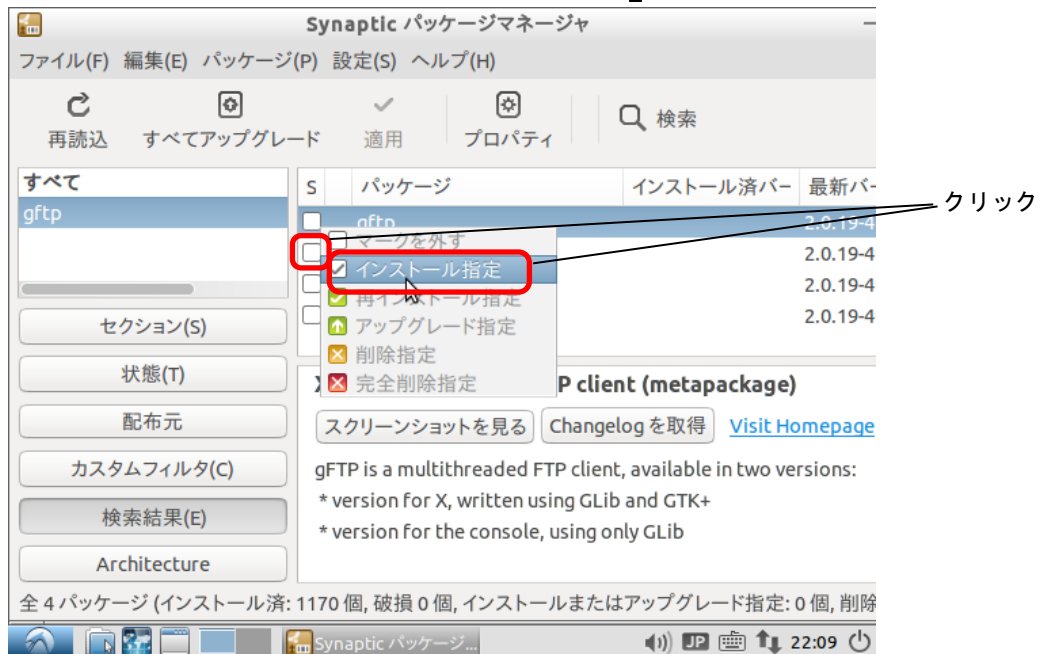 Synaptic パッケージマネージャ
ファイル(F) 編集(E) パッケージ(P) 設定(S) ヘルプ(H)
再読込 すべてアップグレード 適用 プロパティ 検索
すべて
gftp
S パッケージ インストール済バー 最新バー
gftp 2.0.19-4
マークを外す
2.0.19-4
インストール指定
2.0.19-4
再インストール指定
2.0.19-4
アップグレード指定
削除指定
完全削除指定
クリック
セクション(S)
状態(T)
配布元
カスタムフィルタ(C)
検索結果(E)
Architecture
P client (metapackage)
スクリーンショットを見る Changelog を取得 Visit Homepage
gFTP is a multithreaded FTP client, available in two versions:
* version for X, written using GLib and GTK+
* version for the console, using only GLib
全 4 パッケージ (インストール済: 1170 個, 破損 0 個, インストールまたはアップグレード指定: 0 個, 削除
Synaptic パッケージ... JP 22:09